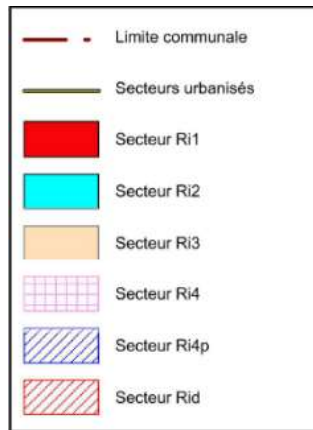 Limite communale
Secteurs urbanisés
Secteur Ri1
Secteur Ri2
Secteur Ri3
Secteur Ri4
Secteur Ri4p
Secteur Rid